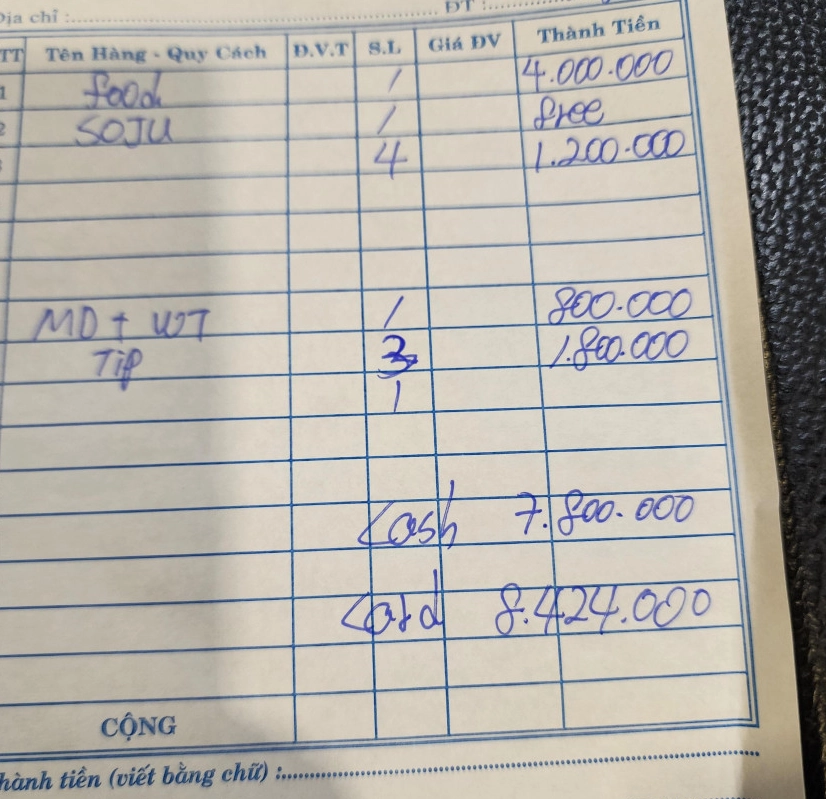 Địa chỉ : ĐT :
TT Tên Hàng - Quy Cách Đ.V.T S.L Giá ĐV Thành Tiền
1 food 1 4.000.000
2 SOJU 1 free
4 1.200.000
MD + WT 1 800.000
Tip 3 1.800.000
1
Cash 7.800.000
Card 8.424.000
CỘNG
hành tiền (viết bằng chữ) :